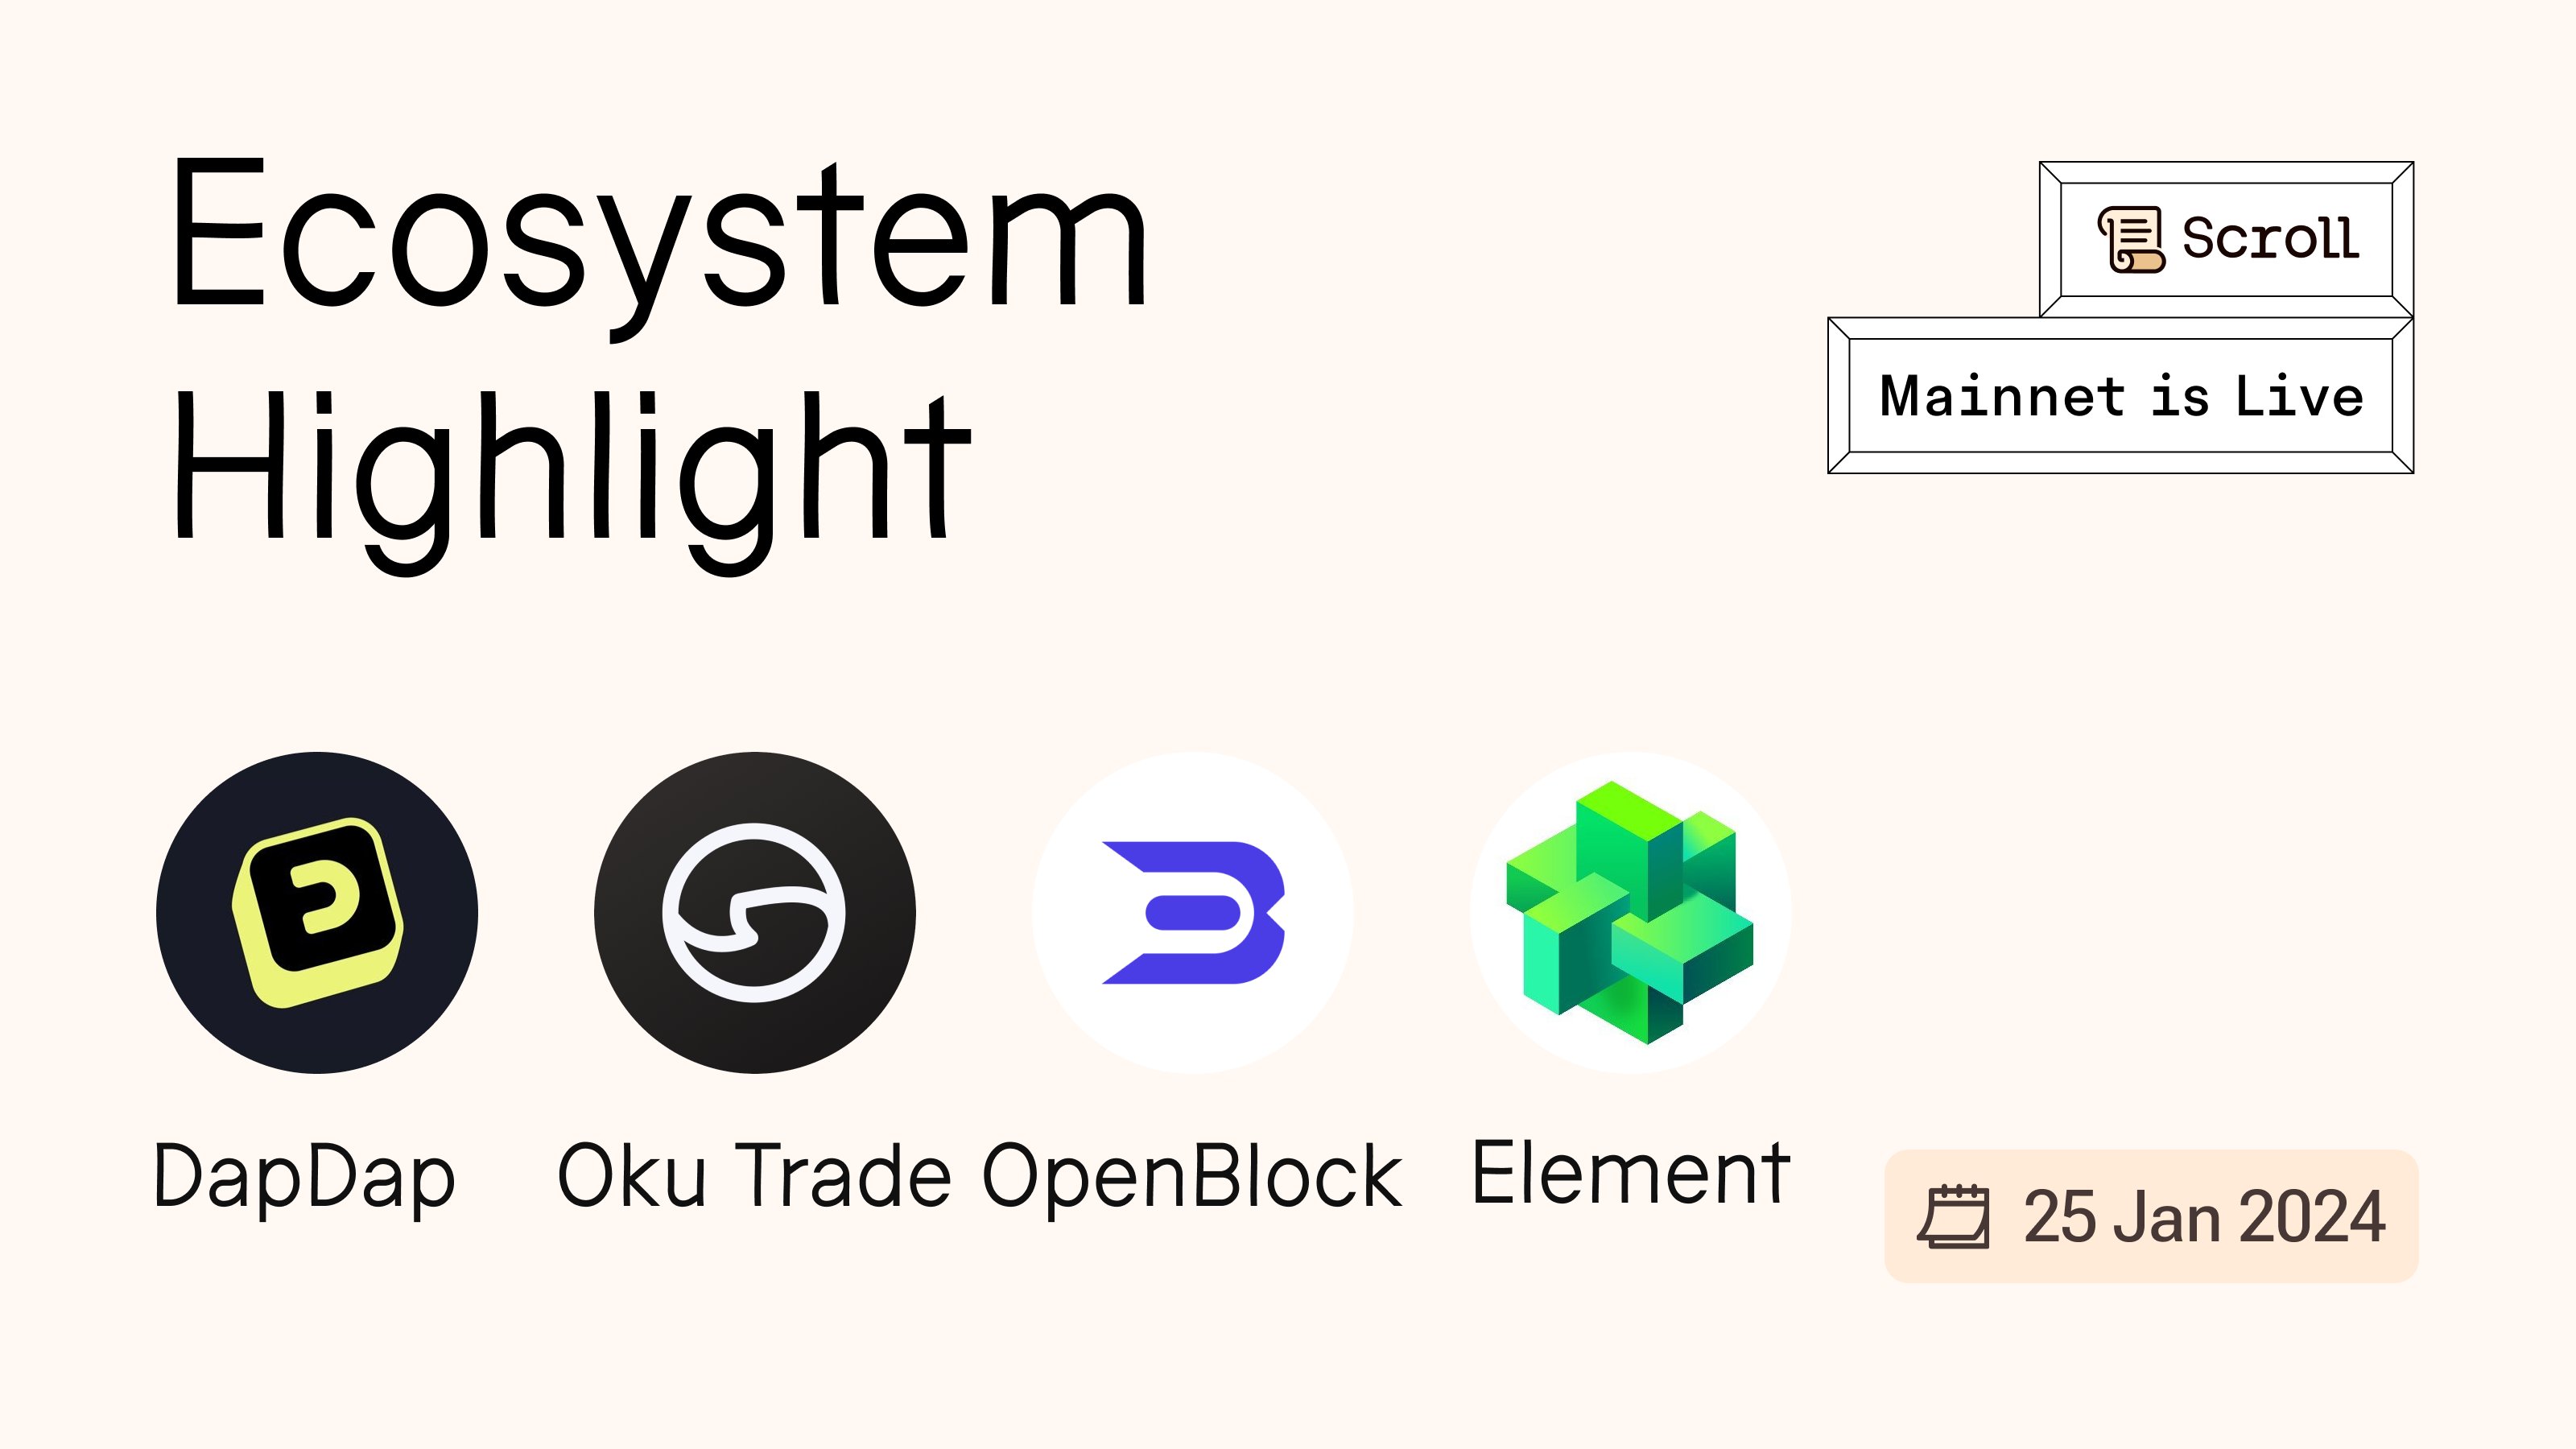 Ecosystem
Highlight
Scroll
Mainnet is Live
DapDap
Oku Trade
OpenBlock
Element
25 Jan 2024